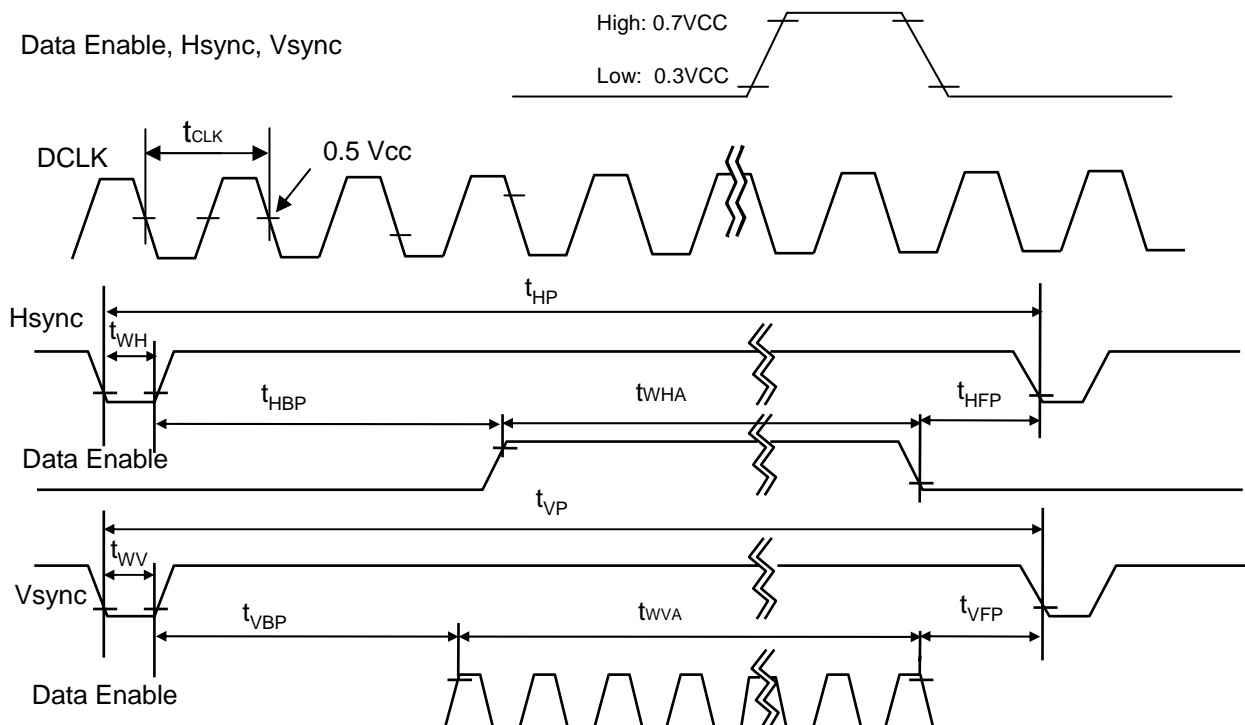 High: 0.7VCC
Data Enable, Hsync, Vsync
Low: 0.3VCC
tCLK
DCLK
0.5 Vcc
tHP
Hsync
tWH
tHBP
tWHA
tHFP
Data Enable
tVP
tWV
Vsync
tVBP
tWVA
tVFP
Data Enable